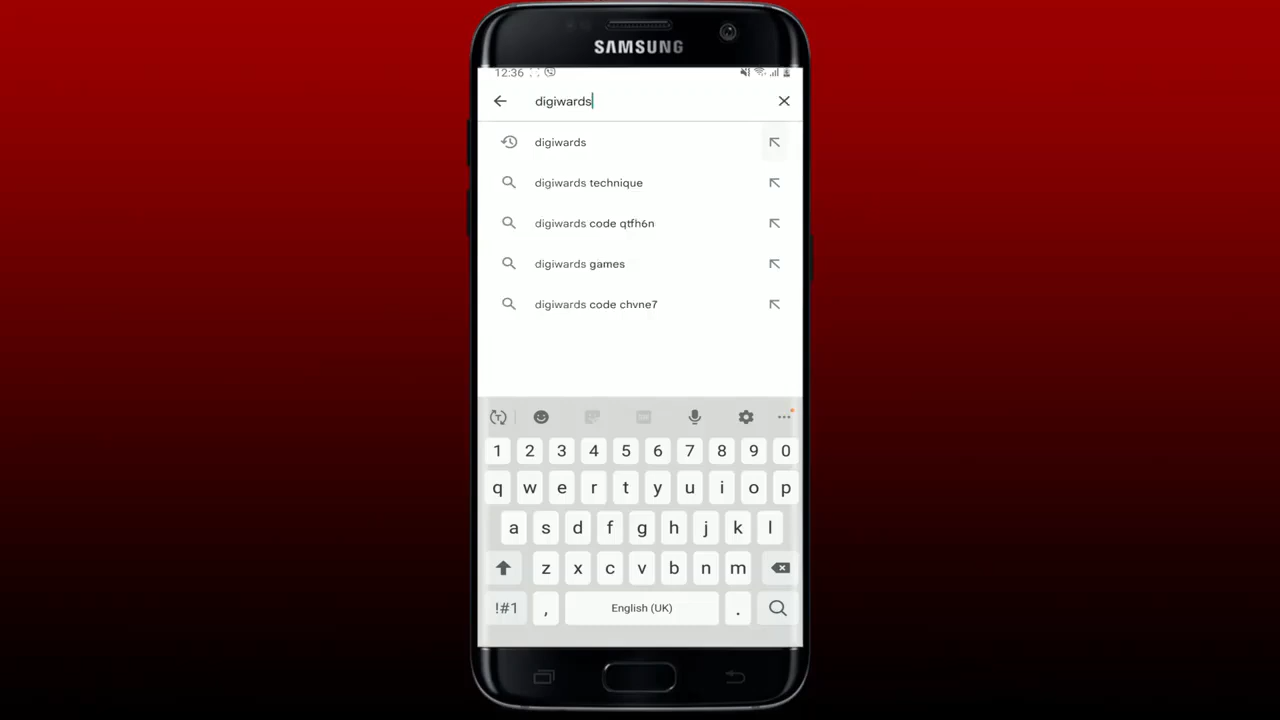 SAMSUNG
12:36
digiwards
digiwards
digiwards technique
digiwards code qtfh6n
digiwards games
digiwards code chvne7
1 2 3 4 5 6 7 8 9 0
q w e r t y u i o p
a s d f g h j k l
z x c v b n m
!#1 , English (UK) .